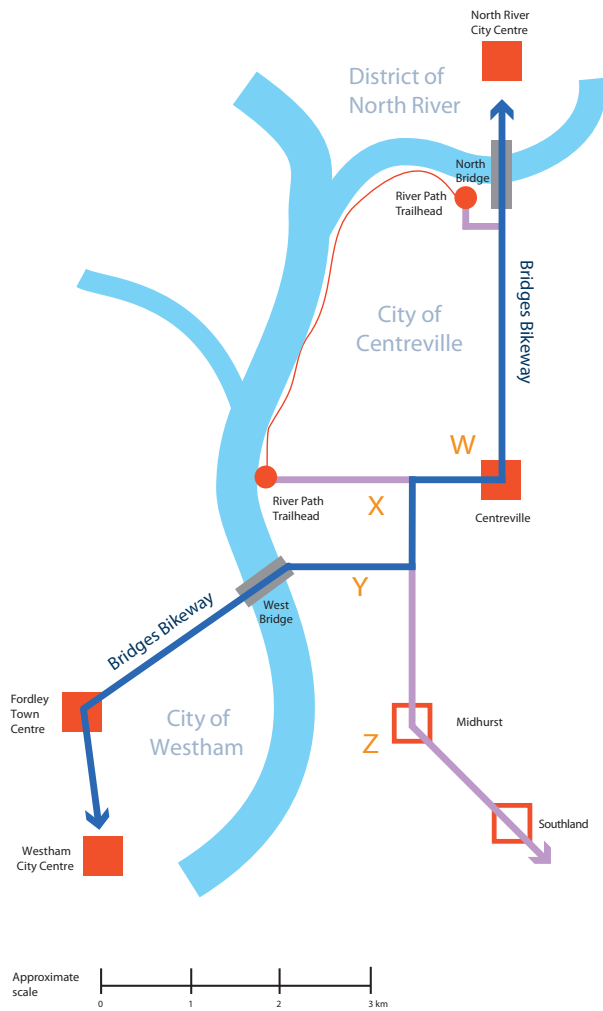 North River
City Centre
District of
North River
North
Bridge
River Path
Trailhead
Bridges Bikeway
City of
Centreville
W
River Path
Trailhead
X
Centreville
Y
West
Bridge
Bridges Bikeway
Fordley
Town
Centre
City of
Westham
Z
Midhurst
Southland
Westham
City Centre
Approximate
scale
0 1 2 3 km